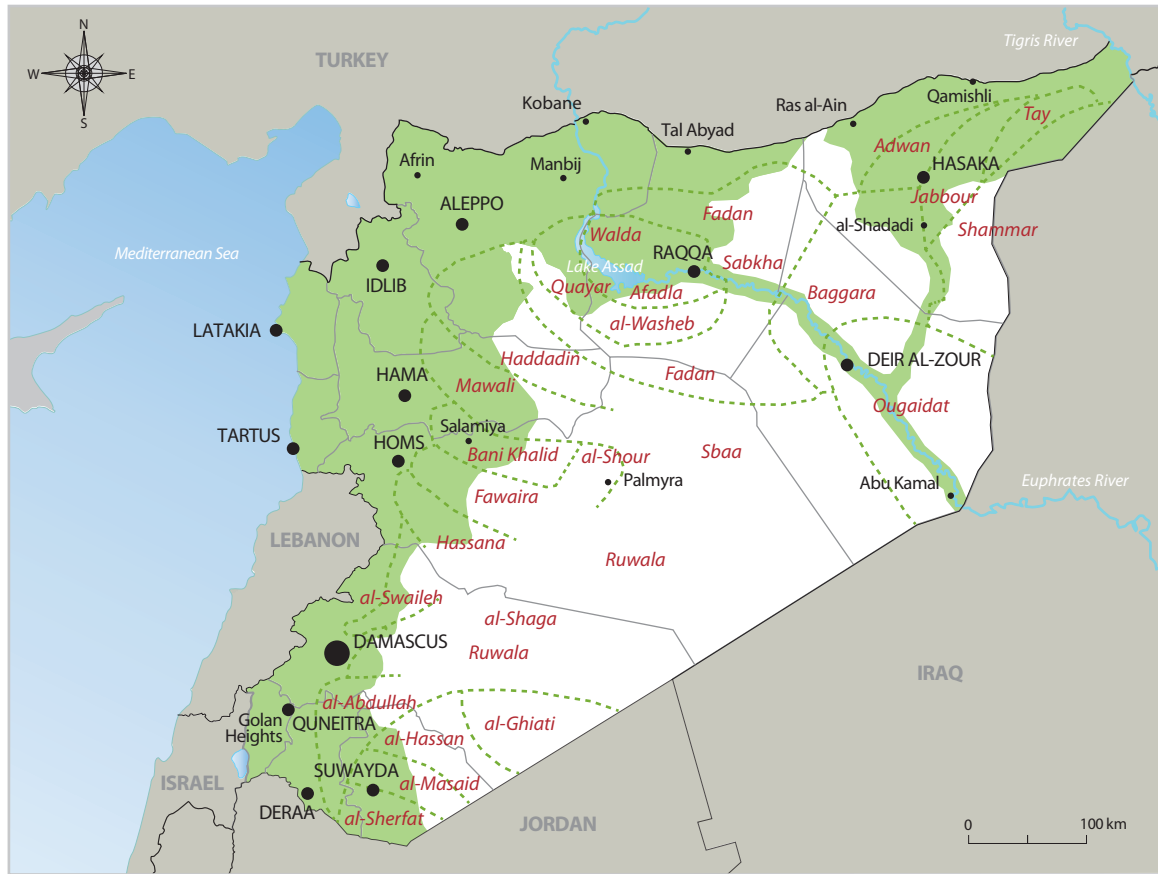 N
W
E
S
TURKEY
Tigris River
Kobane
Ras al-Ain
Qamishli
Tal Abyad
Tay
Afrin
Manbij
Adwan
HASAKA
Jabbour
ALEPPO
Fadan
al-Shadadi
Shammar
Walda
Mediterranean Sea
RAQQA
Sabkha
Lake Assad
IDLIB
Quayar
Afadla
Baggara
al-Washeb
LATAKIA
Haddadin
DEIR AL-ZOUR
Fadan
HAMA
Mawali
Ougaidat
Salamiya
TARTUS
HOMS
Bani Khalid
al-Shour
Sbaa
Palmyra
Abu Kamal
Euphrates River
Fawaira
LEBANON
Hassana
Ruwala
al-Swaileh
al-Shaga
DAMASCUS
Ruwala
IRAQ
al-Abdullah
Golan
Heights
QUNEITRA
al-Ghiati
al-Hassan
ISRAEL
SUWAYDA
al-Masaid
DERAA
al-Sherfat
JORDAN
0
100 km